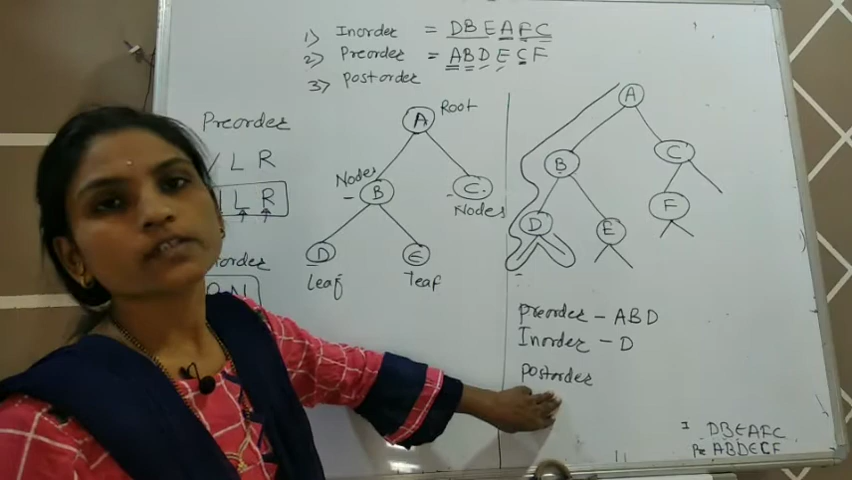 1) Inorder = DBEAFC
2) Preorder = ABDECF
3) Postorder
Preorder
L R
L R
A Root
Nodes
B
C
Nodes
D
E
leaf
leaf
A
B
C
D
E
F
Preorder - ABD
Inorder - D
Postorder
I DBEAFC
Pre ABDECF